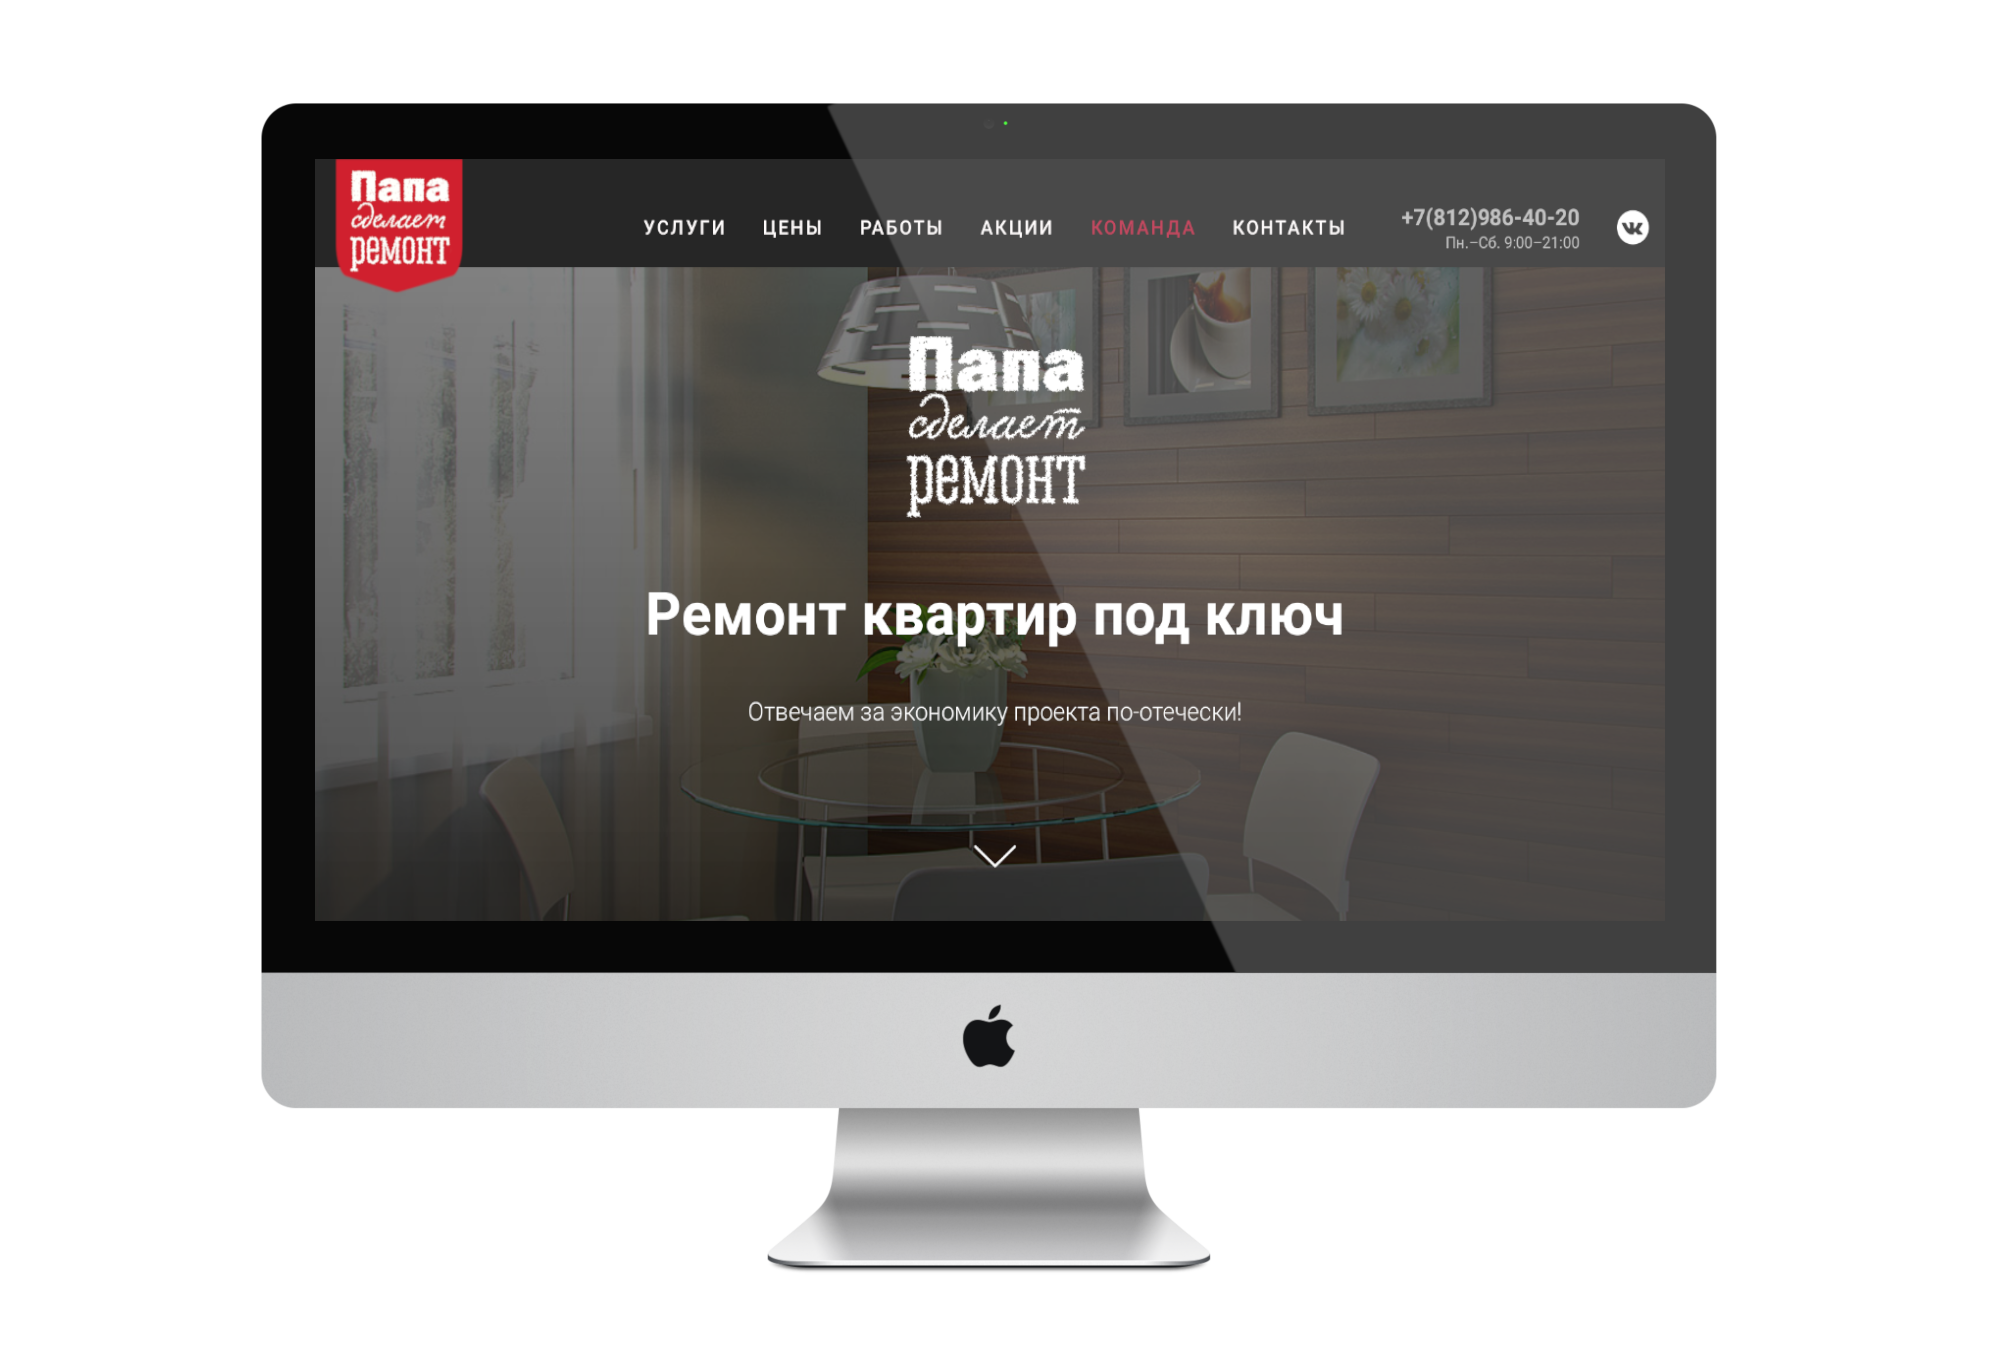 Папа
сделает
ремонт
УСЛУГИ ЦЕНЫ РАБОТЫ АКЦИИ КОМАНДА КОНТАКТЫ
+7(812)986-40-20
Пн.–Сб. 9:00–21:00
Папа
сделает
ремонт
Ремонт квартир под ключ
Отвечаем за экономику проекта по-отечески!